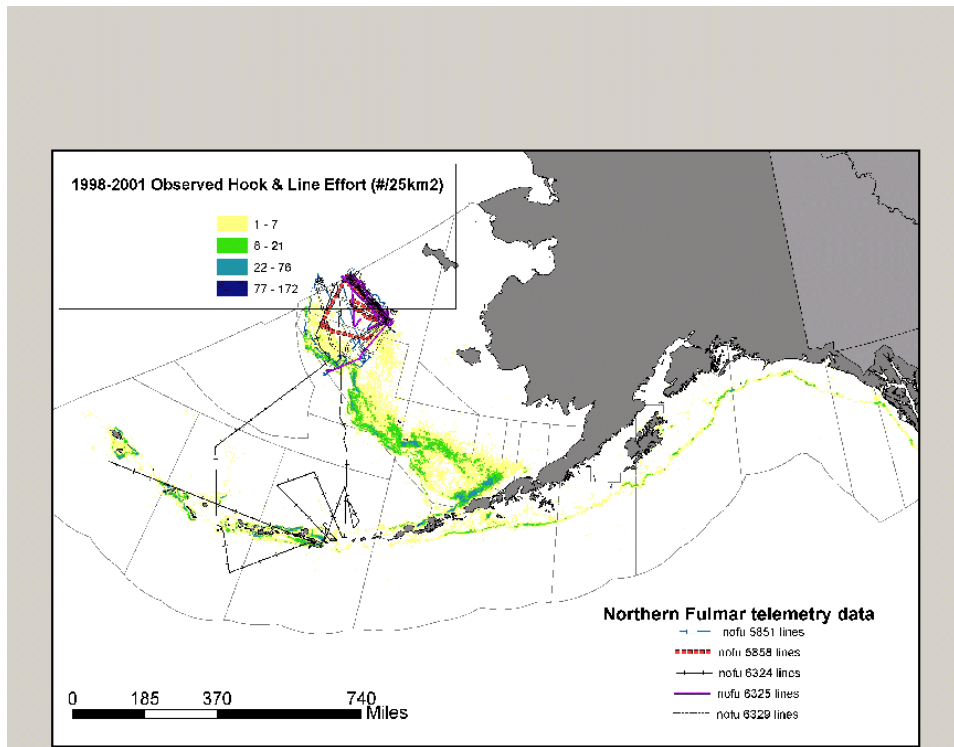 1998-2001 Observed Hook & Line Effort (#/25km2)
1 - 7
8 - 21
22 - 76
77 - 172
Northern Fulmar telemetry data
nofu 5851 lines
nofu 5858 lines
nofu 6324 lines
nofu 6325 lines
nofu 6329 lines
0 185 370 740
Miles